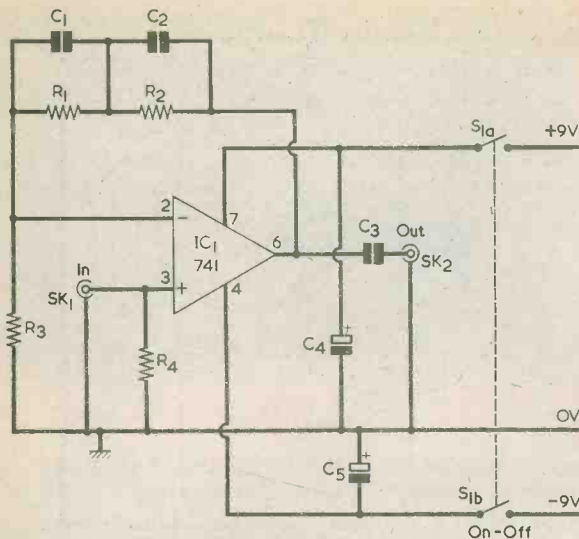 C1
C2
R1
R2
S1a
+9V
2
-
7
IC1
741
6
C3
Out
SK2
In
SK1
3
+
4
R3
R4
+
C4
0V
+
C5
S1b
-9V
On-Off